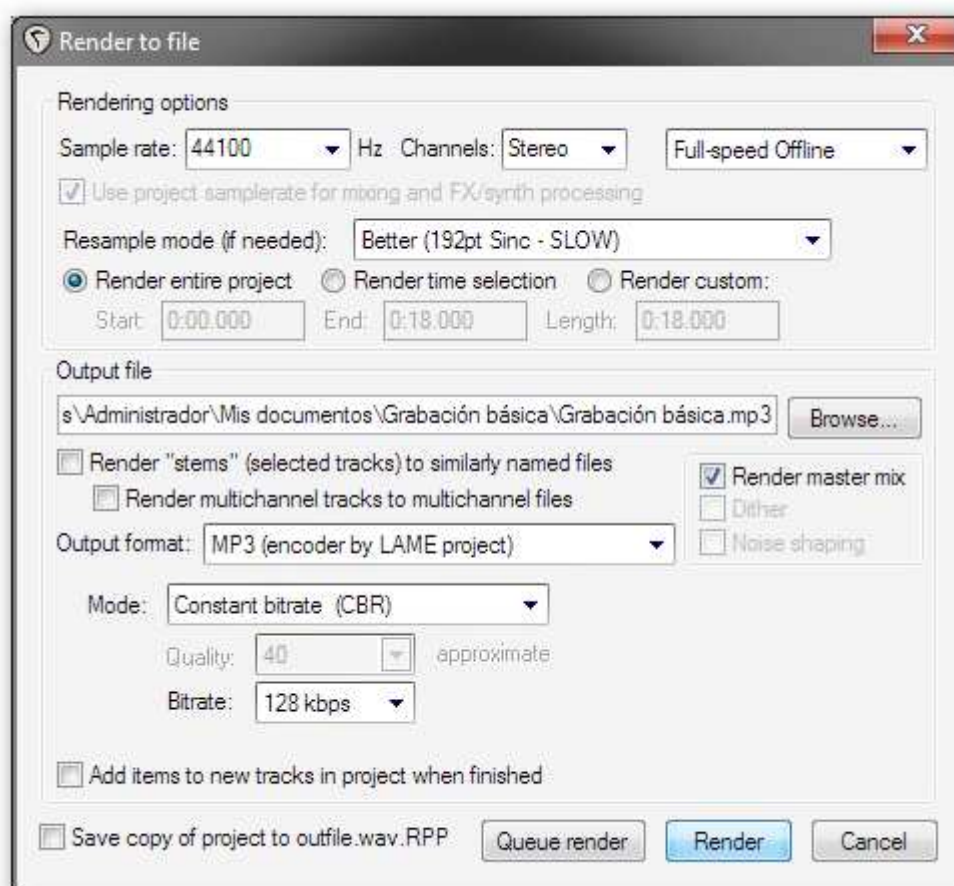 Render to file
Rendering options
Sample rate: 44100 Hz Channels: Stereo Full-speed Offline
Use project samplerate for mixing and FX/synth processing
Resample mode (if needed): Better (192pt Sinc - SLOW)
Render entire project Render time selection Render custom:
Start: 0:00.000 End: 0:18.000 Length: 0:18.000
Output file
s\Administrador\Mis documentos\Grabación básica\Grabación básica.mp3 Browse...
Render "stems" (selected tracks) to similarly named files
Render master mix
Render multichannel tracks to multichannel files
Dither
Output format: MP3 (encoder by LAME project)
Noise shaping
Mode: Constant bitrate (CBR)
Quality: 40 approximate
Bitrate: 128 kbps
Add items to new tracks in project when finished
Save copy of project to outfile.wav.RPP Queue render Render Cancel